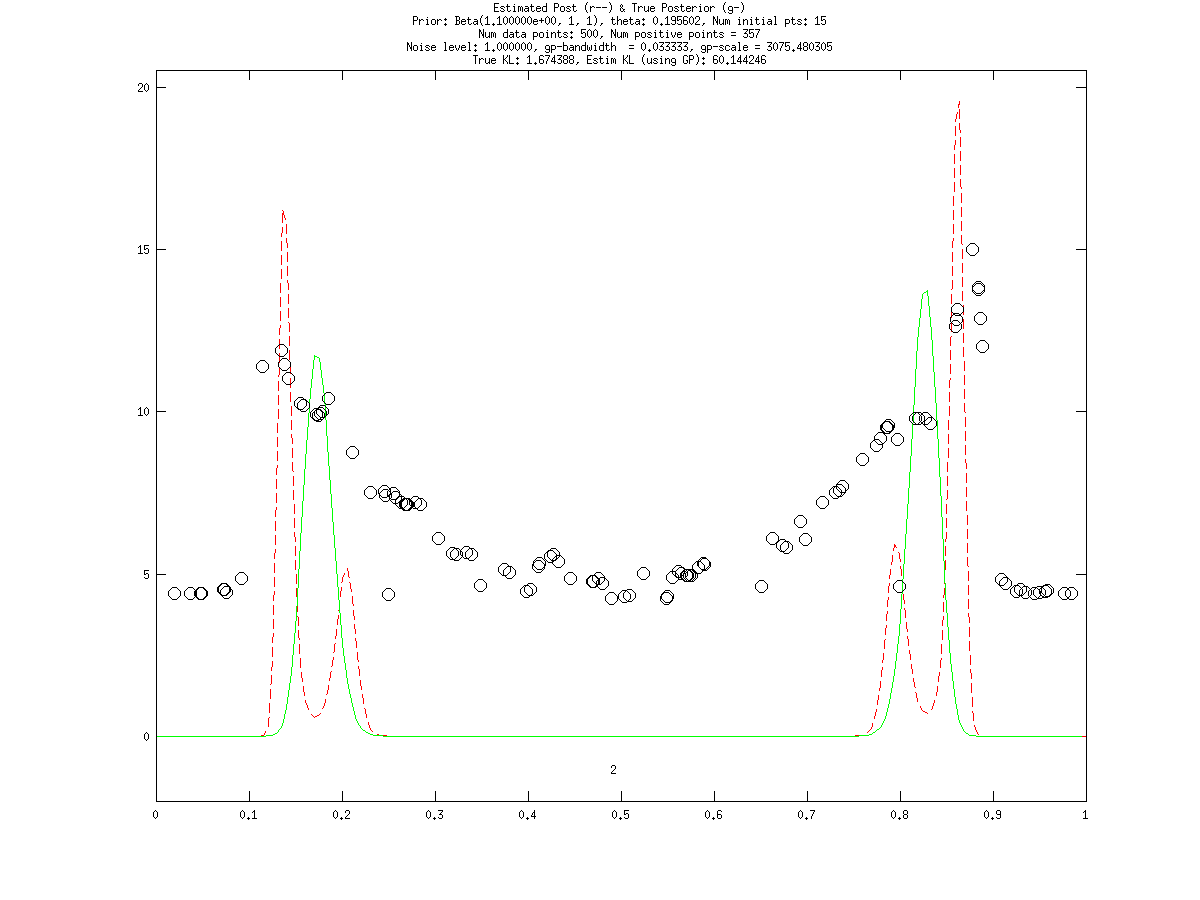 Estimated Post (r--) & True Posterior (g-)
Prior: Beta(1.100000e+00, 1, 1), theta: 0.195602, Num initial pts: 15
Num data points: 500, Num positive points = 357
Noise level: 1.000000, gp-bandwidth  = 0.033333, gp-scale = 3075.480305
True KL: 1.674388, Estim KL (using GP): 60.144246
20
15
10
5
0
2
0 0.1 0.2 0.3 0.4 0.5 0.6 0.7 0.8 0.9 1